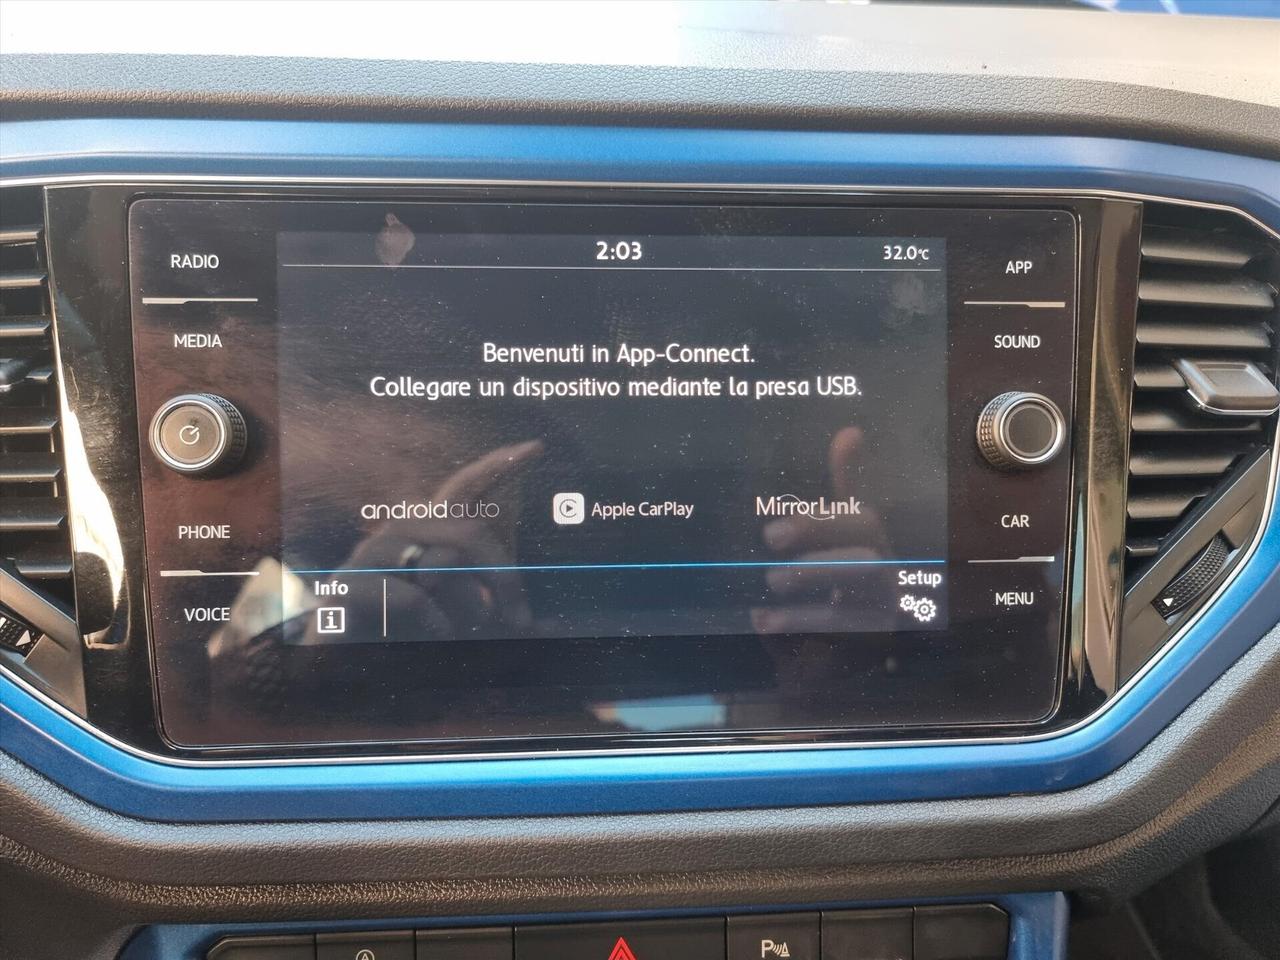 RADIO
MEDIA
PHONE
VOICE
2:03
32.0°C
Benvenuti in App-Connect.
Collegare un dispositivo mediante la presa USB.
androidauto
Apple CarPlay
MirrorLink
Info
i
Setup
APP
SOUND
CAR
MENU
A
P